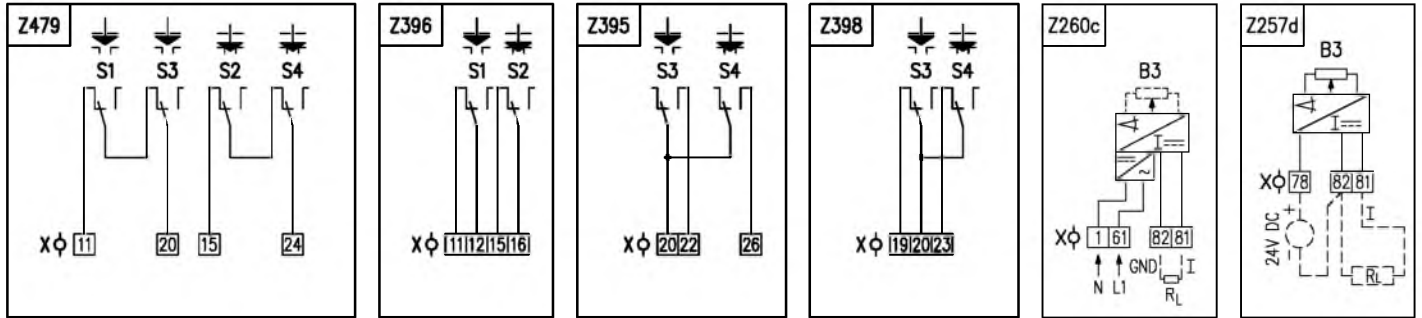 Z479
S1 S3 S2 S4
X 11 20 15 24
Z396
S1 S2
X 11 12 15 16
Z395
S3 S4
X 20 22 26
Z398
S3 S4
X 19 20 23
Z260c
B3
I
~
X 1 61 82 81
GND I
N L1 RL
Z257d
B3
I
X 78 82 81
+ I
24V DC
−
RL